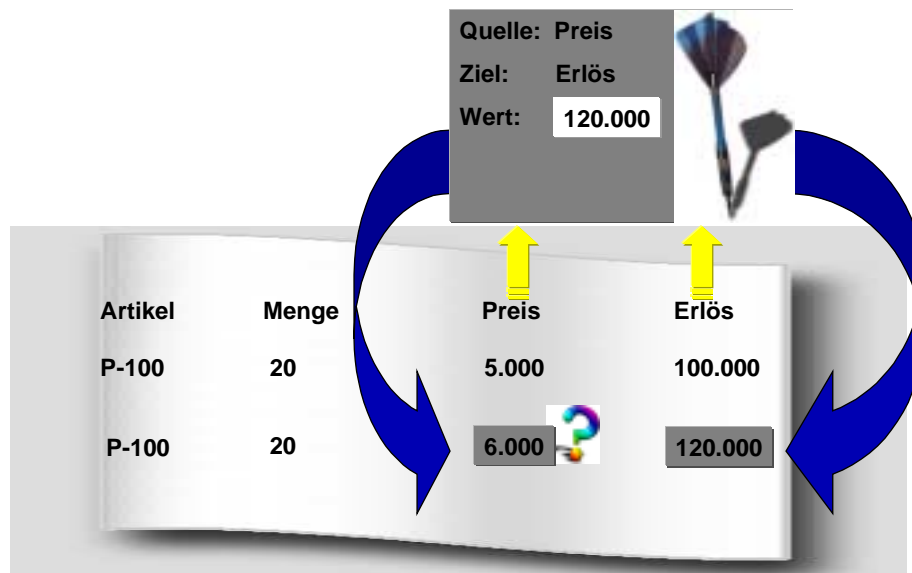 Quelle: Preis
Ziel: Erlös
Wert: 120.000
Artikel Menge Preis Erlös
P-100 20 5.000 100.000
P-100 20 6.000 120.000